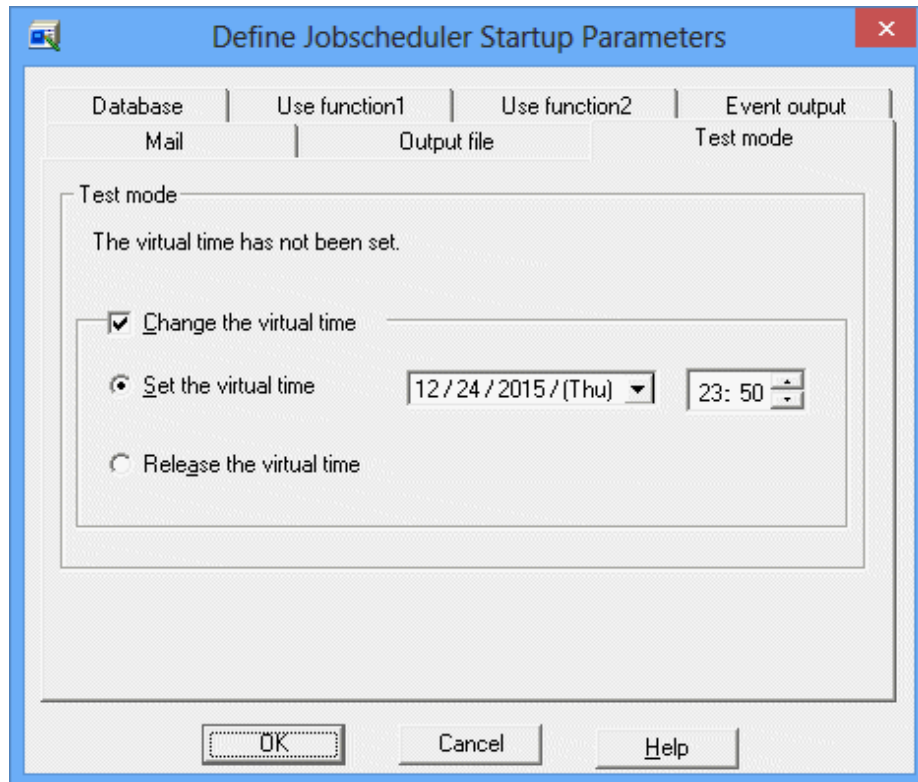 Define Jobscheduler Startup Parameters
Database Use function1 Use function2 Event output
Mail Output file Test mode
Test mode
The virtual time has not been set.
Change the virtual time
Set the virtual time 12/24/2015/(Thu) 23:50
Release the virtual time
OK Cancel Help